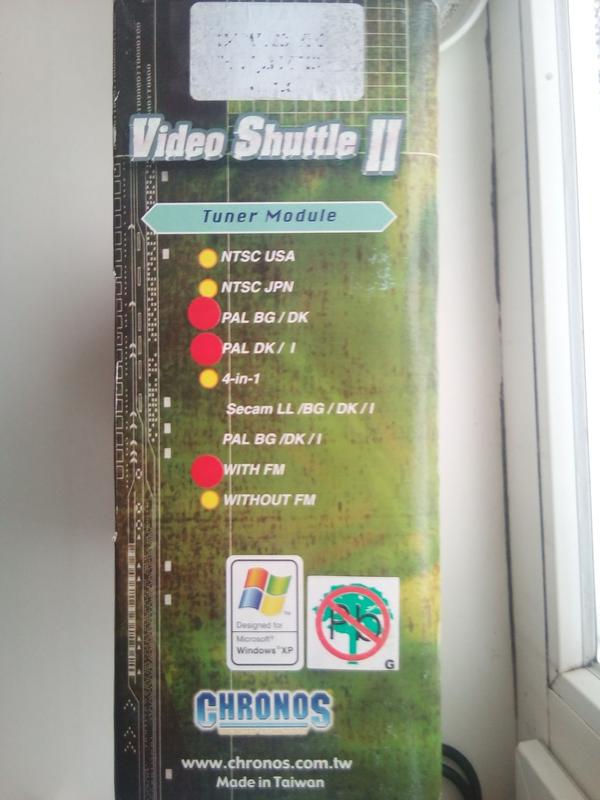 Video Shuttle II
Tuner Module
NTSC USA
NTSC JPN
PAL BG / DK
PAL DK / I
4-in-1
Secam LL /BG / DK / I
PAL BG /DK / I
WITH FM
WITHOUT FM
Designed for
Microsoft®
Windows®XP
Pb
G
CHRONOS
www.chronos.com.tw
Made in Taiwan